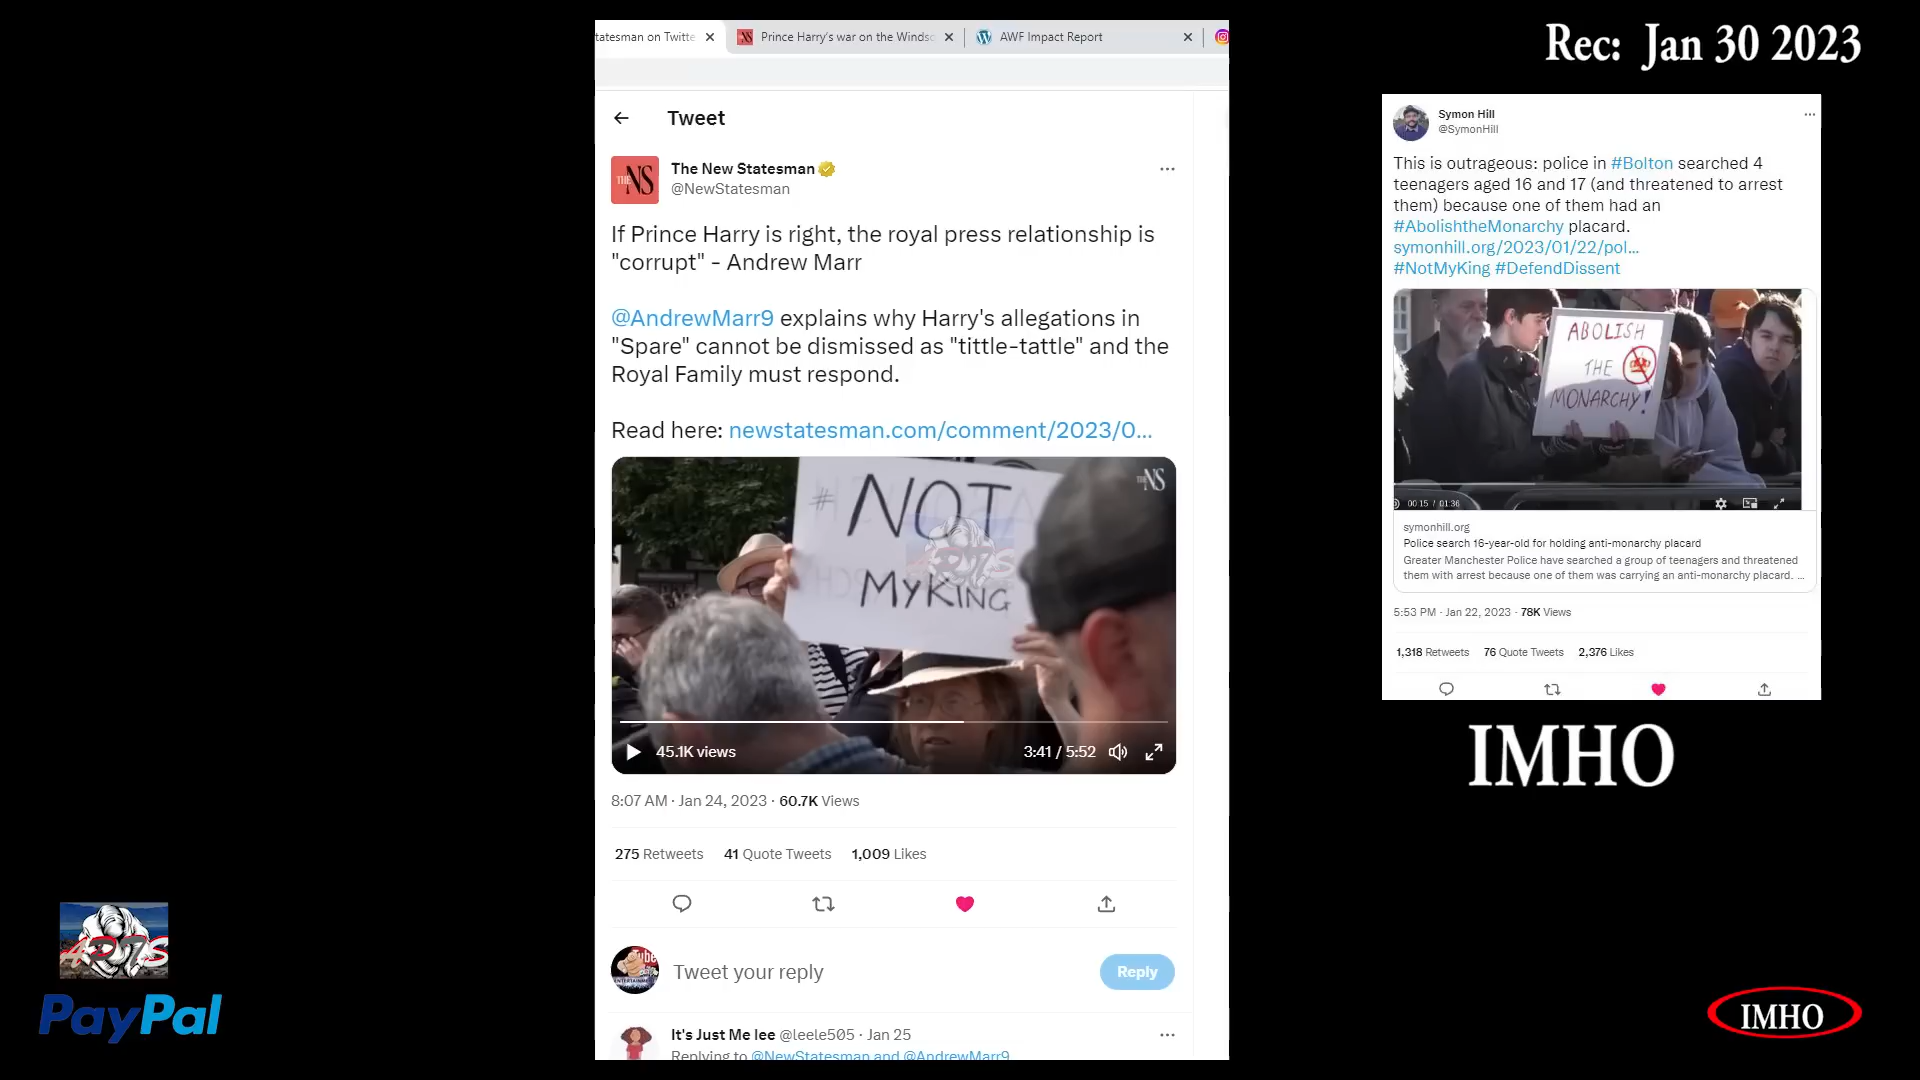 tatesman on Twitte
Prince Harry's war on the Windso
AWF Impact Report
Tweet
THE NS
The New Statesman
@NewStatesman
If Prince Harry is right, the royal press relationship is
"corrupt" - Andrew Marr
@AndrewMarr9 explains why Harry's allegations in
"Spare" cannot be dismissed as "tittle-tattle" and the
Royal Family must respond.
Read here: newstatesman.com/comment/2023/0...
THE NS
# NOT
MY KING
45.1K views
3:41 / 5:52
8:07 AM · Jan 24, 2023 · 60.7K Views
275 Retweets 41 Quote Tweets 1,009 Likes
Tweet your reply
Reply
It's Just Me lee @leele505 · Jan 25
Replying to @NewStatesman and @AndrewMarr9
Rec: Jan 30 2023
Symon Hill
@SymonHill
This is outrageous: police in #Bolton searched 4
teenagers aged 16 and 17 (and threatened to arrest
them) because one of them had an
#AbolishtheMonarchy placard.
symonhill.org/2023/01/22/pol...
#NotMyKing #DefendDissent
ABOLISH
THE
MONARCHY!
00:15 / 01:36
symonhill.org
Police search 16-year-old for holding anti-monarchy placard
Greater Manchester Police have searched a group of teenagers and threatened
them with arrest because one of them was carrying an anti-monarchy placard. ...
5:53 PM · Jan 22, 2023 · 78K Views
1,318 Retweets 76 Quote Tweets 2,376 Likes
IMHO
PayPal
IMHO